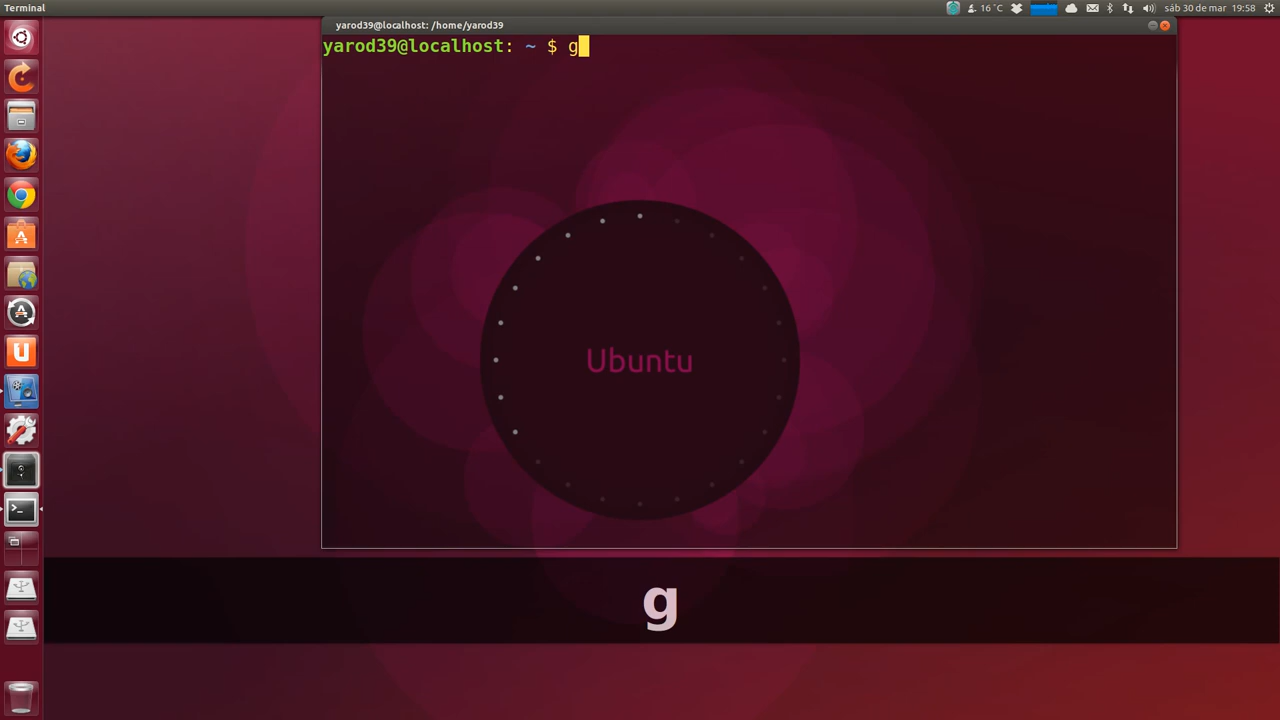 Terminal
16 °C
sáb 30 de mar 19:58
yarod39@localhost: /home/yarod39
yarod39@localhost: ~ $ g
Ubuntu
g